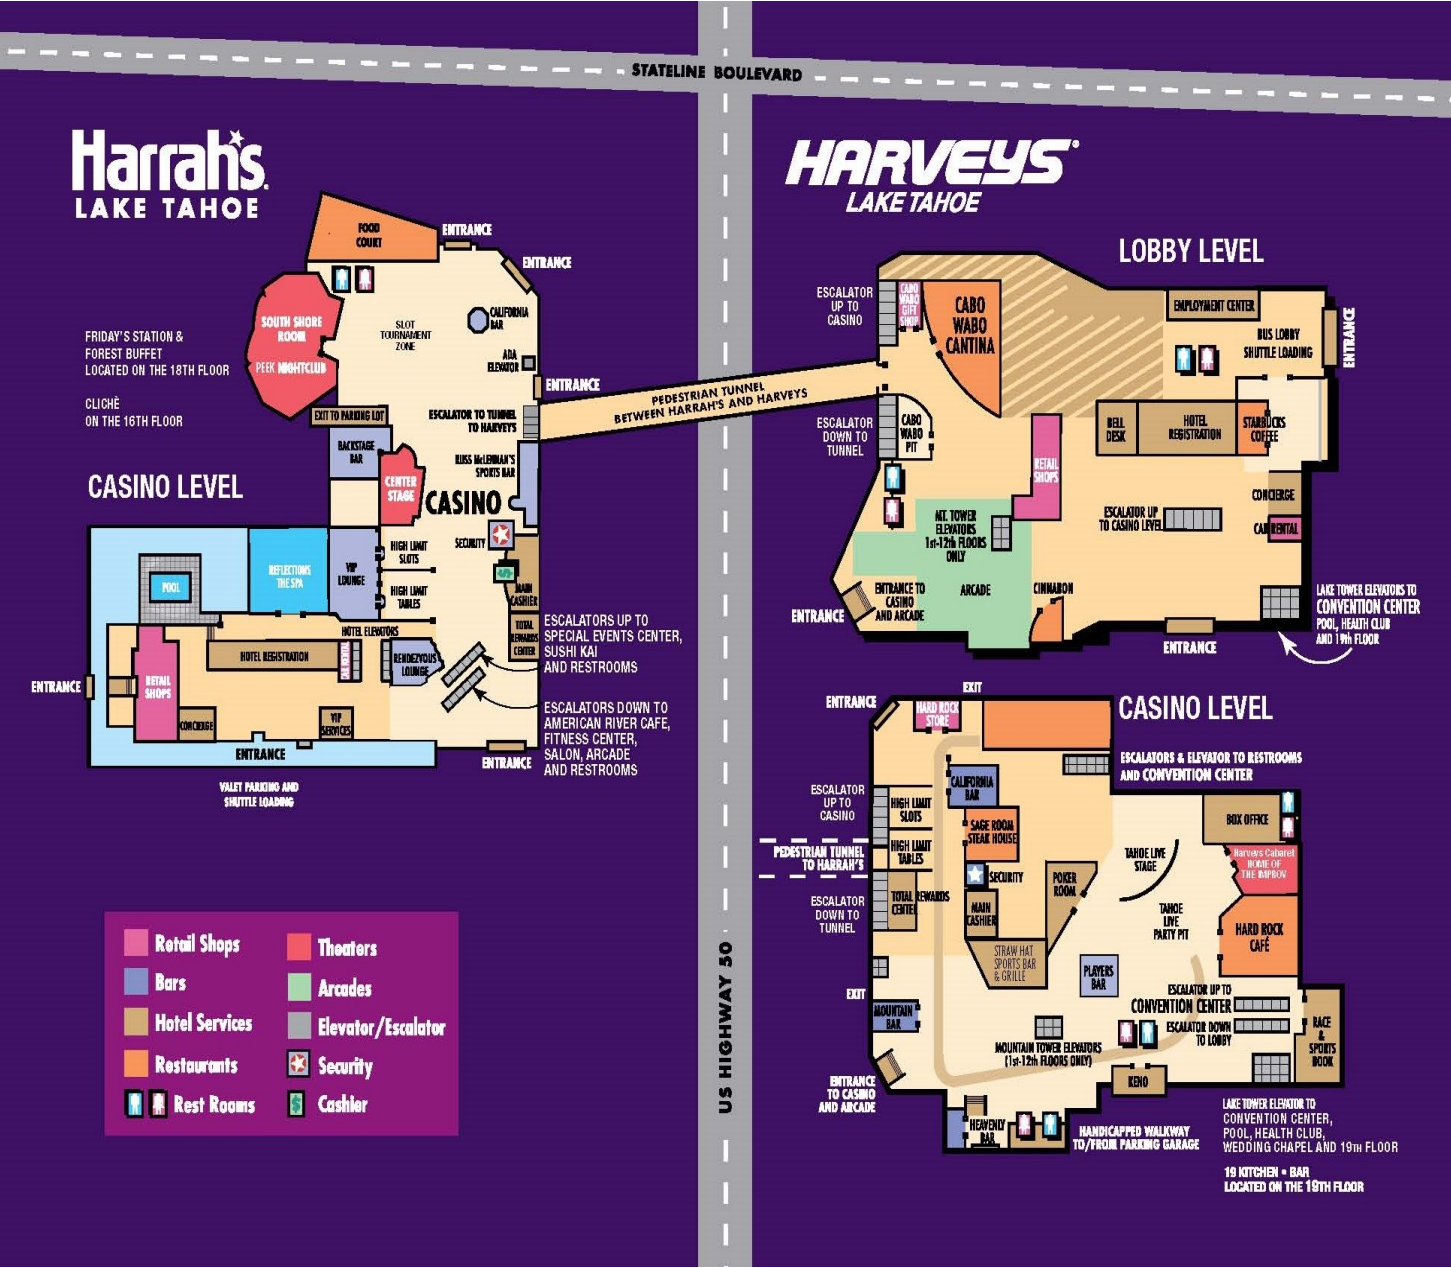 STATELINE BOULEVARD
Harrah's
LAKE TAHOE
HARVEYS
LAKE TAHOE
FOOD
COURT
ENTRANCE
ENTRANCE
SOUTH SHORE
ROOM
PEEK NIGHTCLUB
SLOT
TOURNAMENT
ZONE
CALIFORNIA
BAR
ADA
ELEVATOR
ENTRANCE
FRIDAY'S STATION &
FOREST BUFFET
LOCATED ON THE 18TH FLOOR
CLICHÈ
ON THE 16TH FLOOR
EXIT TO PARKING LOT
ESCALATOR TO TUNNEL
TO HARVEYS
PEDESTRIAN TUNNEL
BETWEEN HARRAH'S AND HARVEYS
BACKSTAGE
BAR
CENTER
STAGE
RUSS McLENNAN'S
SPORTS BAR
CASINO
CASINO LEVEL
SECURITY
HIGH LIMIT
SLOTS
HIGH LIMIT
TABLES
VIP
LOUNGE
REFLECTIONS
THE SPA
POOL
MAIN
CASHIER
TOTAL
REWARDS
CENTER
HOTEL ELEVATORS
HOTEL REGISTRATION
CAR RENTAL
RENDEZVOUS
LOUNGE
ENTRANCE
RETAIL
SHOPS
CONCIERGE
VIP
SERVICES
ENTRANCE
ENTRANCE
VALET PARKING AND
SHUTTLE LOADING
ESCALATORS UP TO
SPECIAL EVENTS CENTER,
SUSHI KAI
AND RESTROOMS
ESCALATORS DOWN TO
AMERICAN RIVER CAFE,
FITNESS CENTER,
SALON, ARCADE
AND RESTROOMS
LOBBY LEVEL
ESCALATOR
UP TO
CASINO
CABO
WABO
GIFT
SHOP
CABO
WABO
CANTINA
EMPLOYMENT CENTER
BUS LOBBY
SHUTTLE LOADING
ENTRANCE
ESCALATOR
DOWN TO
TUNNEL
CABO
WABO
PIT
RETAIL
SHOPS
BELL
DESK
HOTEL
REGISTRATION
STARBUCKS
COFFEE
CONCIERGE
CAR RENTAL
ESCALATOR UP
TO CASINO LEVEL
MT. TOWER
ELEVATORS
1st-12th FLOORS
ONLY
ENTRANCE TO
CASINO
AND ARCADE
ARCADE
CINNABON
ENTRANCE
ENTRANCE
LAKE TOWER ELEVATORS TO
CONVENTION CENTER
POOL, HEALTH CLUB
AND 19th FLOOR
CASINO LEVEL
EXIT
ENTRANCE
HARD ROCK
STORE
ESCALATORS & ELEVATOR TO RESTROOMS
AND CONVENTION CENTER
CALIFORNIA
BAR
ESCALATOR
UP TO
CASINO
HIGH LIMIT
SLOTS
HIGH LIMIT
TABLES
SAGE ROOM
STEAK HOUSE
BOX OFFICE
TAHOE LIVE
STAGE
Harveys Cabaret
HOME OF
THE IMPROV
PEDESTRIAN TUNNEL
TO HARRAH'S
SECURITY
POKER
ROOM
TOTAL REWARDS
CENTER
MAIN
CASHIER
ESCALATOR
DOWN TO
TUNNEL
TAHOE
LIVE
PARTY PIT
HARD ROCK
CAFÉ
STRAW HAT
SPORTS BAR
& GRILLE
PLAYERS
BAR
EXIT
MOUNTAIN
BAR
ESCALATOR UP TO
CONVENTION CENTER
ESCALATOR DOWN
TO LOBBY
RACE
&
SPORTS
BOOK
MOUNTAIN TOWER ELEVATORS
(1st-12th FLOORS ONLY)
KENO
ENTRANCE
TO CASINO
AND ARCADE
HEAVENLY
BAR
HANDICAPPED WALKWAY
TO/FROM PARKING GARAGE
LAKE TOWER ELEVATOR TO
CONVENTION CENTER,
POOL, HEALTH CLUB,
WEDDING CHAPEL AND 19TH FLOOR
19 KITCHEN • BAR
LOCATED ON THE 19TH FLOOR
US HIGHWAY 50
Retail Shops
Bars
Hotel Services
Restaurants
Rest Rooms
Theaters
Arcades
Elevator/Escalator
Security
Cashier